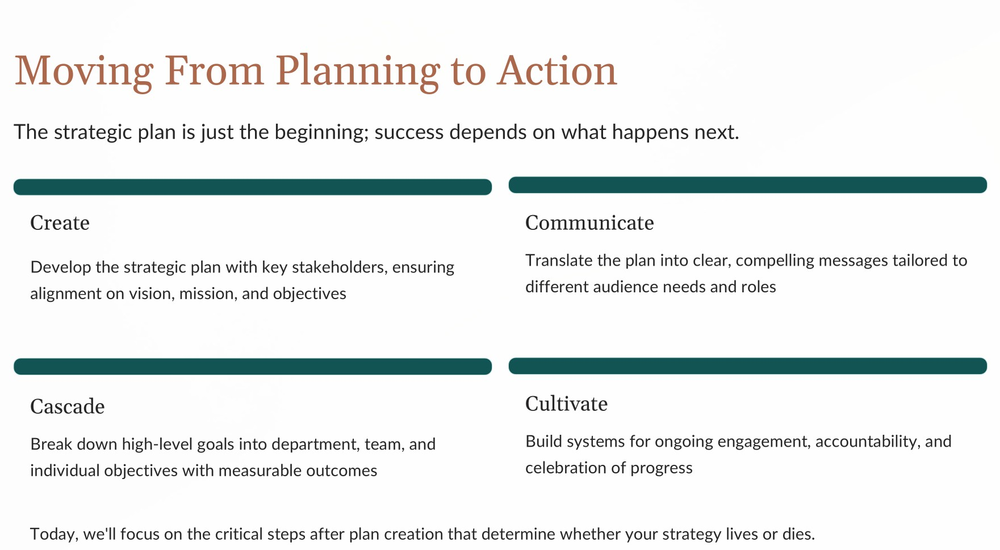 Moving From Planning to Action
The strategic plan is just the beginning; success depends on what happens next.
Create
Develop the strategic plan with key stakeholders, ensuring
alignment on vision, mission, and objectives
Communicate
Translate the plan into clear, compelling messages tailored to
different audience needs and roles
Cascade
Break down high-level goals into department, team, and
individual objectives with measurable outcomes
Cultivate
Build systems for ongoing engagement, accountability, and
celebration of progress
Today, we'll focus on the critical steps after plan creation that determine whether your strategy lives or dies.